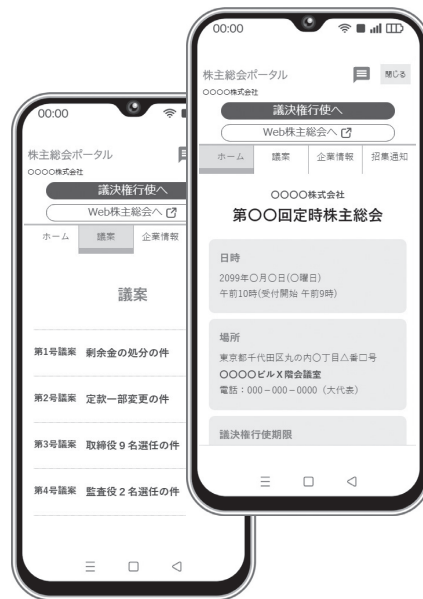 00:00
株主総会ポータル
閉じる
○○○○株式会社
議決権行使へ
Web株主総会へ
ホーム 議案 企業情報 招集通知
○○○○株式会社
第○○回定時株主総会
日時
2099年○月○日(○曜日)
午前10時(受付開始 午前9時)
場所
東京都千代田区丸の内○丁目△番□号
○○○○ビルX階会議室
電話:000-000-0000(大代表)
議決権行使期限
00:00
株主総会ポータル
○○○○株式会社
議決権行使へ
Web株主総会へ
ホーム 議案 企業情報
議案
第1号議案 剰余金の処分の件
第2号議案 定款一部変更の件
第3号議案 取締役9名選任の件
第4号議案 監査役2名選任の件